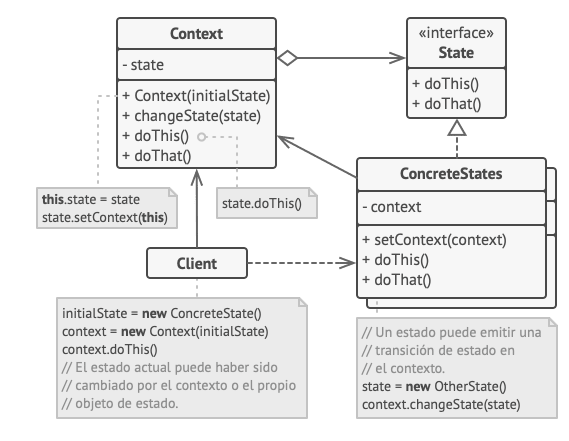 Context
- state
+ Context(initialState)
+ changeState(state)
+ doThis()
+ doThat()
«interface»
State
+ doThis()
+ doThat()
this.state = state
state.setContext(this)
state.doThis()
ConcreteStates
- context
+ setContext(context)
+ doThis()
+ doThat()
Client
initialState = new ConcreteState()
context = new Context(initialState)
context.doThis()
// El estado actual puede haber sido
// cambiado por el contexto o el propio
// objeto de estado.
// Un estado puede emitir una
// transición de estado en
// el contexto.
state = new OtherState()
context.changeState(state)